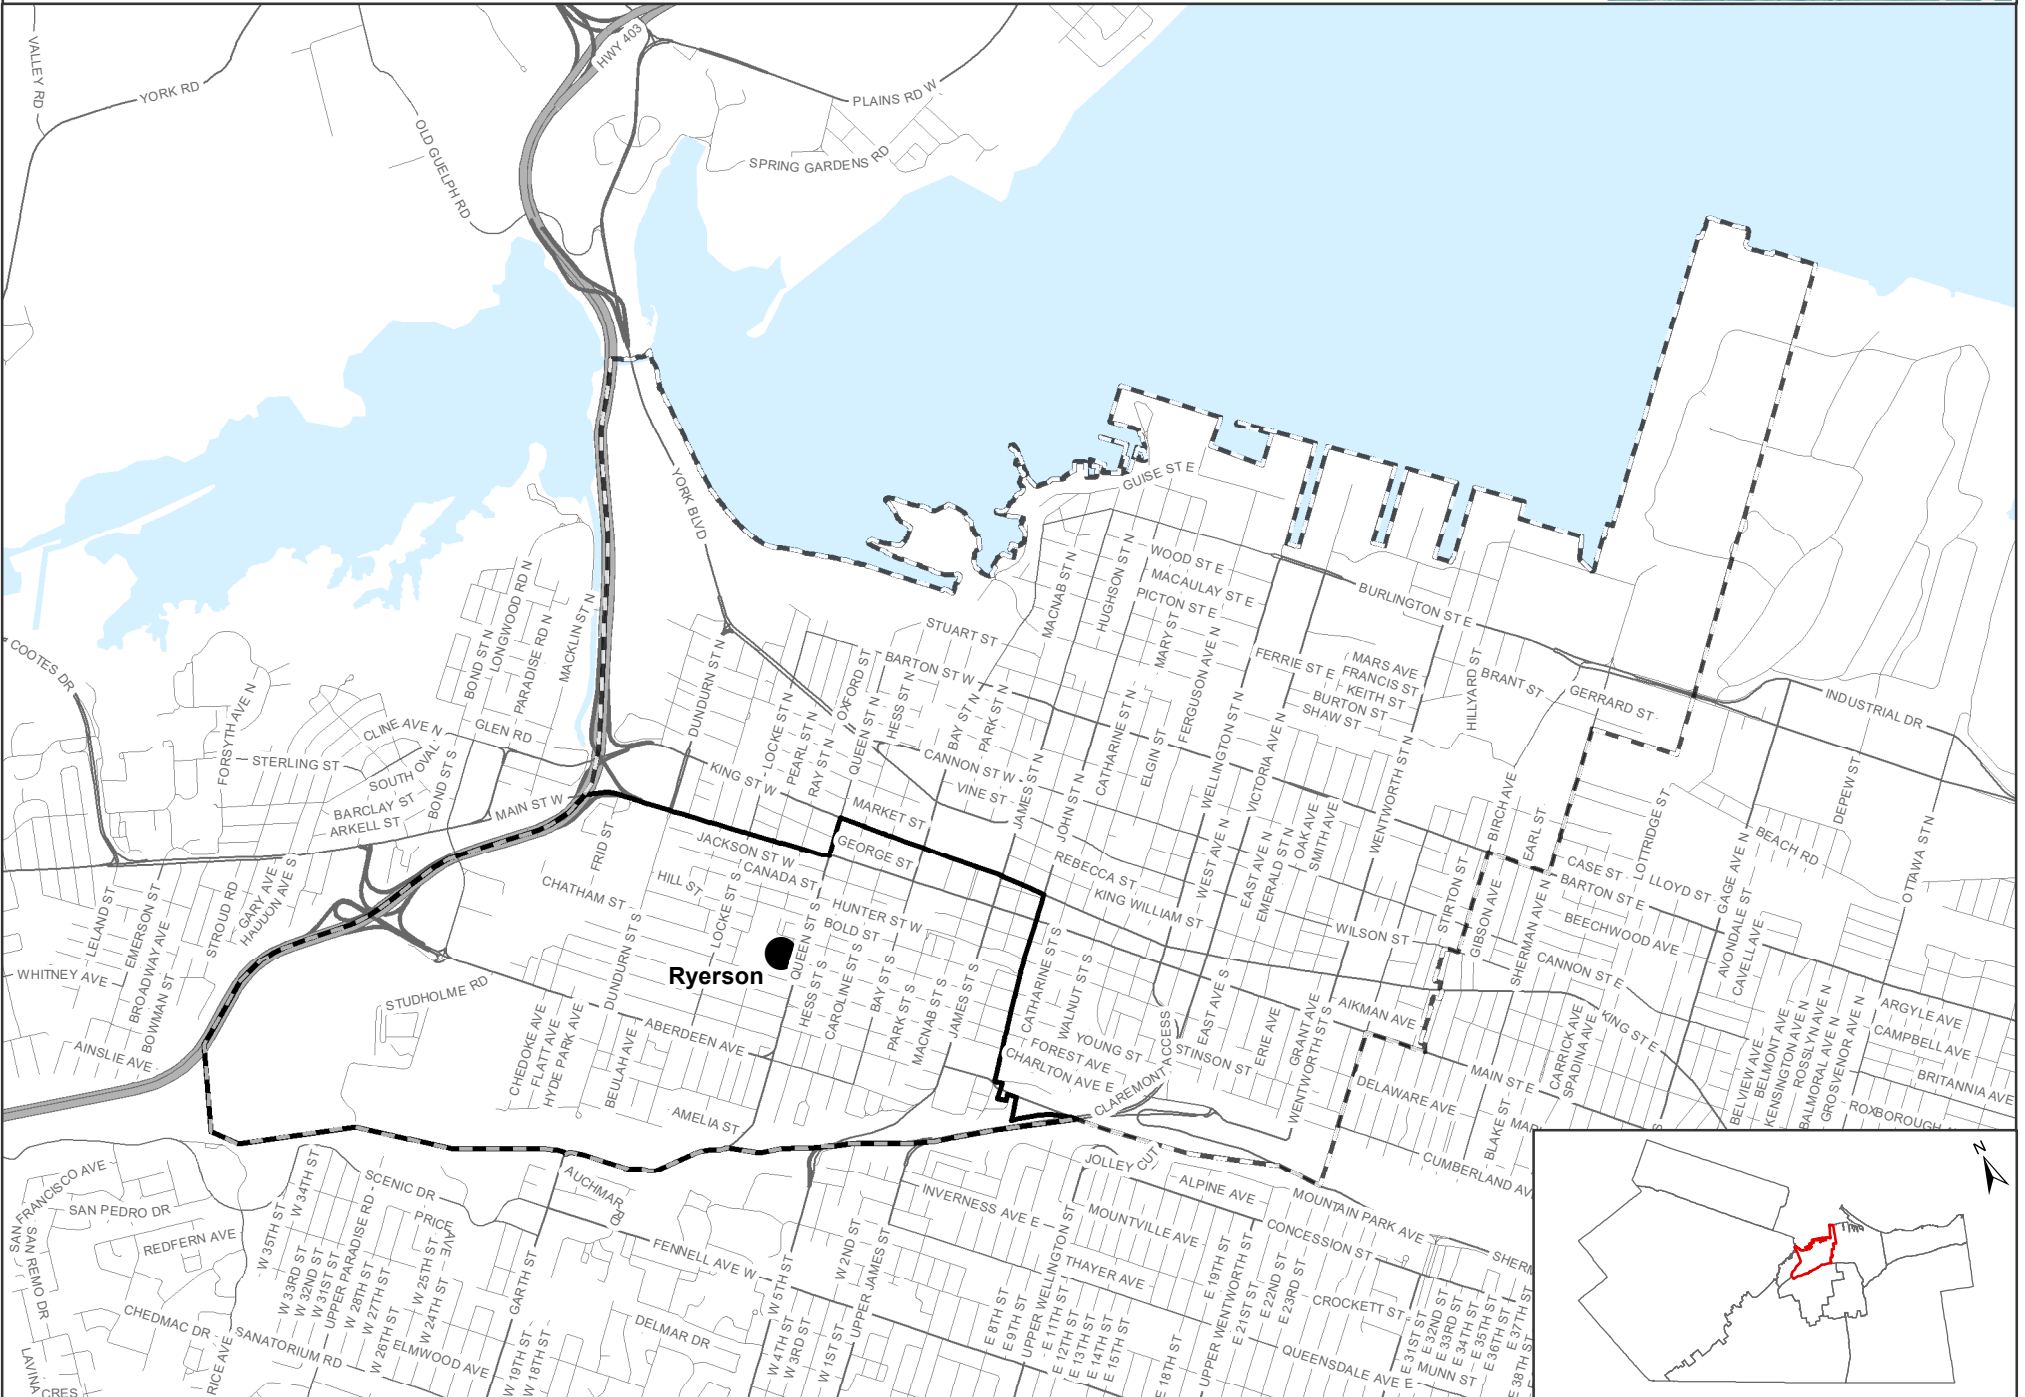 HWY 403
VALLEY RD
YORK RD
PLAINS RD W
OLD GUELPH RD
SPRING GARDENS RD
YORK BLVD
GUISE ST E
WOOD ST E
MACAULAY ST E
PICTON ST E
MACNAB ST N
HUGHSON ST N
MARY ST
BURLINGTON ST E
STUART ST
BARTON ST W
FERRIE ST E
MARS AVE
FRANCIS ST
KEITH ST
BURTON ST
SHAW ST
HILLYARD ST
BRANT ST
GERRARD ST
INDUSTRIAL DR
COOTES DR
FORSYTH AVE N
CLINE AVE N
GLEN RD
BOND ST N
LONGWOOD RD N
PARADISE RD N
MACKLIN ST N
STERLING ST
SOUTH OVAL
BOND ST S
BARCLAY ST
ARKELL ST
MAIN ST W
DUNDURN ST N
LOCKE ST N
PEARL ST N
RAY ST N
OXFORD ST
QUEEN ST N
HESS ST N
BAY ST N
PARK ST N
CANNON ST W
VINE ST
KING ST W
MARKET ST
GEORGE ST
JAMES ST N
JOHN ST N
CATHARINE ST N
ELGIN ST
FERGUSON AVE N
WELLINGTON ST N
VICTORIA AVE N
WEST AVE N
EAST AVE N
EMERALD ST N
OAK AVE
SMITH AVE
WENTWORTH ST N
STIRTON ST
BIRCH AVE
GIBSON AVE
EARL ST
SHERMAN AVE N
LOTTRIDGE ST
CASE ST
LLOYD ST
BARTON ST E
BEECHWOOD AVE
BEACH RD
DEPEW ST
OTTAWA ST N
GAGE AVE N
AVONDALE ST
CAVELL AVE
CANNON ST E
KING ST E
REBECCA ST
KING WILLIAM ST
WILSON ST
AIKMAN AVE
JACKSON ST W
CANADA ST
HUNTER ST W
BOLD ST
HILL ST
CHATHAM ST
FRID ST
LOCKE ST S
QUEEN ST S
HESS ST S
CAROLINE ST S
BAY ST S
PARK ST S
MACNAB ST S
JAMES ST S
CATHARINE ST S
WALNUT ST S
Ryerson
LELAND ST
EMERSON ST
BROADWAY AVE
BOWMAN ST
STROUD RD
GARY AVE
HAUDON AVE S
WHITNEY AVE
AINSLIE AVE
STUDHOLME RD
DUNDURN ST S
CHEDOKE AVE
FLATT AVE
HYDE PARK AVE
BEULAH AVE
ABERDEEN AVE
AMELIA ST
YOUNG ST
FOREST AVE
CHARLTON AVE E
CLAREMONT ACCESS
STINSON ST
EAST AVE S
ERIE AVE
GRANT AVE
WENTWORTH ST S
DELAWARE AVE
MAIN ST E
BLAKE ST
CARRICK AVE
SPADINA AVE
CUMBERLAND AV
BELVIEW AVE
BELMONT AVE
KENSINGTON AVE N
ROSSLYN AVE N
BALMORAL AVE N
GROSVENOR AVE N
ARGYLE AVE
CAMPBELL AVE
BRITANNIA AVE
ROXBOROUGH
JOLLEY CUT
ALPINE AVE
MOUNTAIN PARK AVE
CONCESSION ST
INVERNESS AVE E
MOUNTVILLE AVE
THAYER AVE
CROCKETT ST
QUEENSDALE AVE E
MUNN ST
SHERM
SAN FRANCISCO AVE
SAN PEDRO DR
SAN REMO DR
REDFERN AVE
CHEDMAC DR
SANATORIUM RD
RICE AVE
LAVINA
CRES
W 35TH ST
W 34TH ST
W 33RD ST
W 32ND ST
W 31ST ST
UPPER PARADISE RD
W 28TH ST
W 27TH ST
W 26TH ST
W 25TH ST
W 24TH ST
SCENIC DR
PRICE AVE
ELMWOOD AVE
GARTH ST
W 19TH ST
W 18TH ST
AUCHMAR RD
FENNELL AVE W
DELMAR DR
W 5TH ST
W 4TH ST
W 3RD ST
W 2ND ST
W 1ST ST
UPPER JAMES ST
E 8TH ST
E 9TH ST
UPPER WELLINGTON ST
E 11TH ST
E 12TH ST
E 13TH ST
E 14TH ST
E 15TH ST
E 18TH ST
E 19TH ST
UPPER WENTWORTH ST
E 21ST ST
E 22ND ST
E 23RD ST
E 31ST ST
E 32ND ST
E 33RD ST
E 34TH ST
E 35TH ST
E 36TH ST
E 37TH ST
E 38TH ST
N